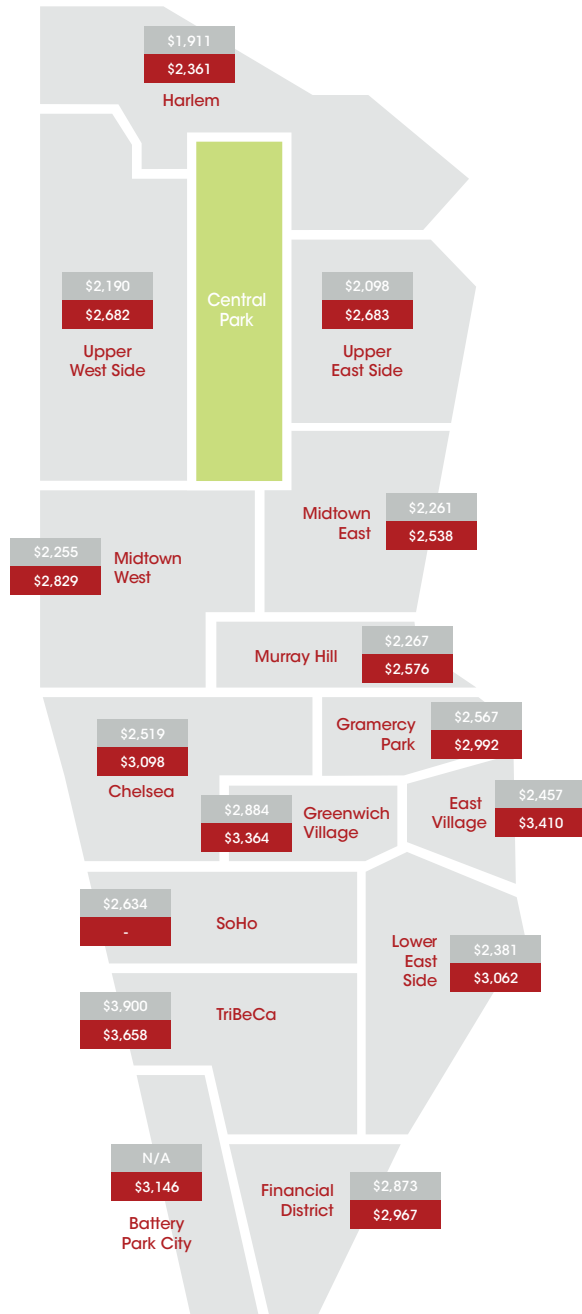 $1,911
$2,361
Harlem
$2,190
$2,682
Upper
West Side
Central
Park
$2,098
$2,683
Upper
East Side
Midtown
East
$2,261
$2,538
$2,255
$2,829
Midtown
West
Murray Hill
$2,267
$2,576
$2,519
$3,098
Chelsea
Gramercy
Park
$2,567
$2,992
$2,884
$3,364
Greenwich
Village
East
Village
$2,457
$3,410
$2,634
-
SoHo
Lower
East
Side
$2,381
$3,062
$3,900
$3,658
TriBeCa
N/A
$3,146
Battery
Park City
Financial
District
$2,873
$2,967